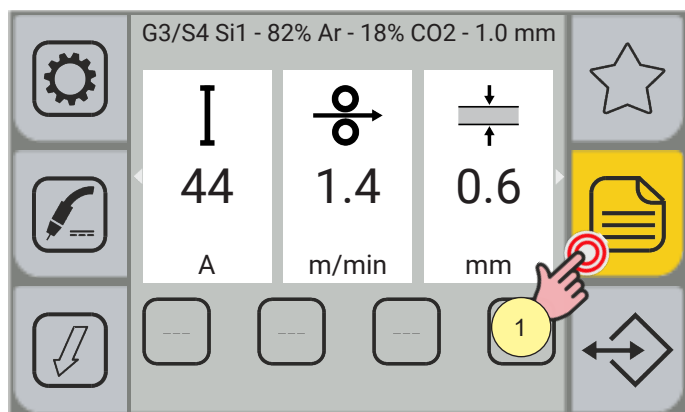 G3/S4 Si1 - 82% Ar - 18% CO2 - 1.0 mm
44 1.4 0.6
A m/min mm
--- --- ---
1